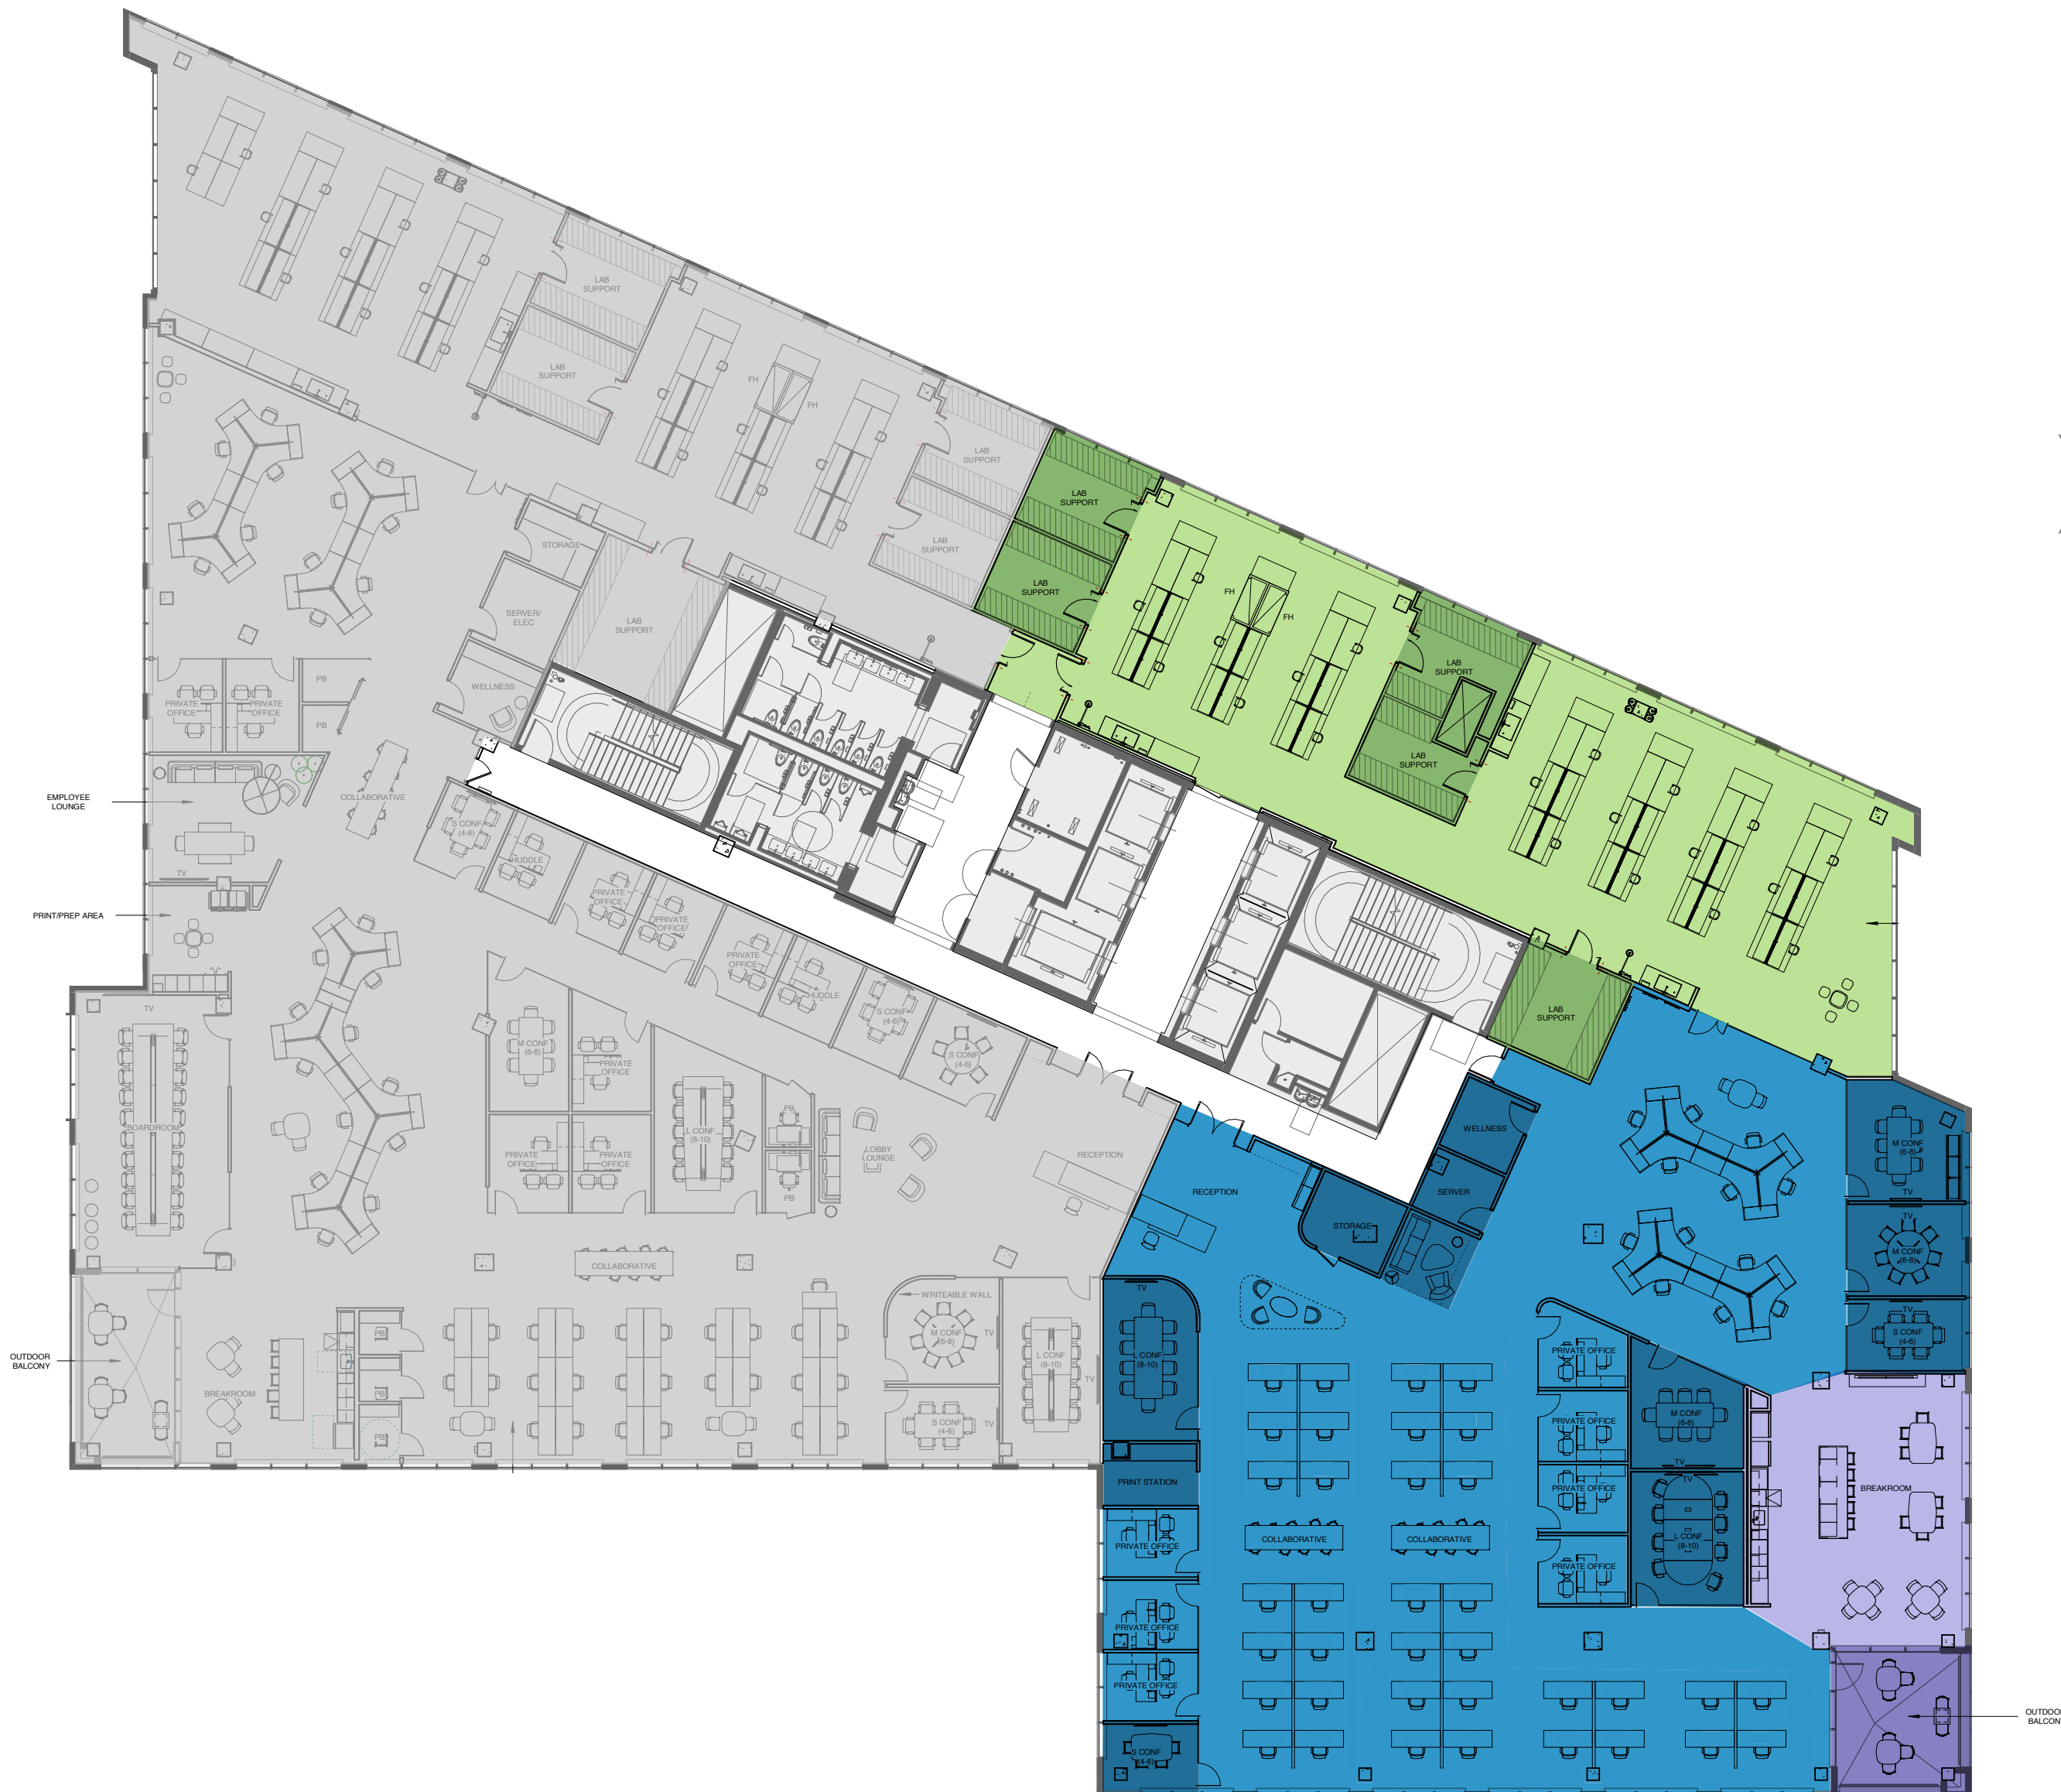 LAB
SUPPORT
LAB
SUPPORT
FH
FH
LAB
SUPPORT
LAB
SUPPORT
STORAGE
SERVER/
ELEC
LAB
SUPPORT
WELLNESS
PRIVATE
OFFICE
PRIVATE
OFFICE
PB
PB
EMPLOYEE
LOUNGE
COLLABORATIVE
TV
PRINT/PREP AREA
S CONF
(4-6)
HUDDLE
PRIVATE
OFFICE
PRIVATE
OFFICE
PRIVATE
OFFICE
HUDDLE
S CONF
(4-6)
S CONF
(4-6)
TV
BOARDROOM
M CONF
(6-8)
PRIVATE
OFFICE
PRIVATE
OFFICE
PRIVATE
OFFICE
L CONF
(8-10)
PB
PB
LOBBY
LOUNGE
RECEPTION
COLLABORATIVE
OUTDOOR
BALCONY
BREAKROOM
PB
PB
PB
WRITEABLE WALL
M CONF
(6-8)
TV
S CONF
(4-6)
TV
L CONF
(8-10)
TV
LAB
SUPPORT
LAB
SUPPORT
FH
FH
LAB
SUPPORT
LAB
SUPPORT
LAB
SUPPORT
WELLNESS
SERVER
RECEPTION
STORAGE
M CONF
(6-8)
TV
TV
M CONF
(6-8)
TV
S CONF
(4-6)
TV
L CONF
(8-10)
PRINT STATION
PRIVATE OFFICE
PRIVATE OFFICE
PRIVATE OFFICE
S CONF
(4-6)
COLLABORATIVE
COLLABORATIVE
PRIVATE OFFICE
PRIVATE OFFICE
PRIVATE OFFICE
PRIVATE OFFICE
M CONF
(6-8)
TV
TV
L CONF
(8-10)
BREAKROOM
OUTDOO
BALCON